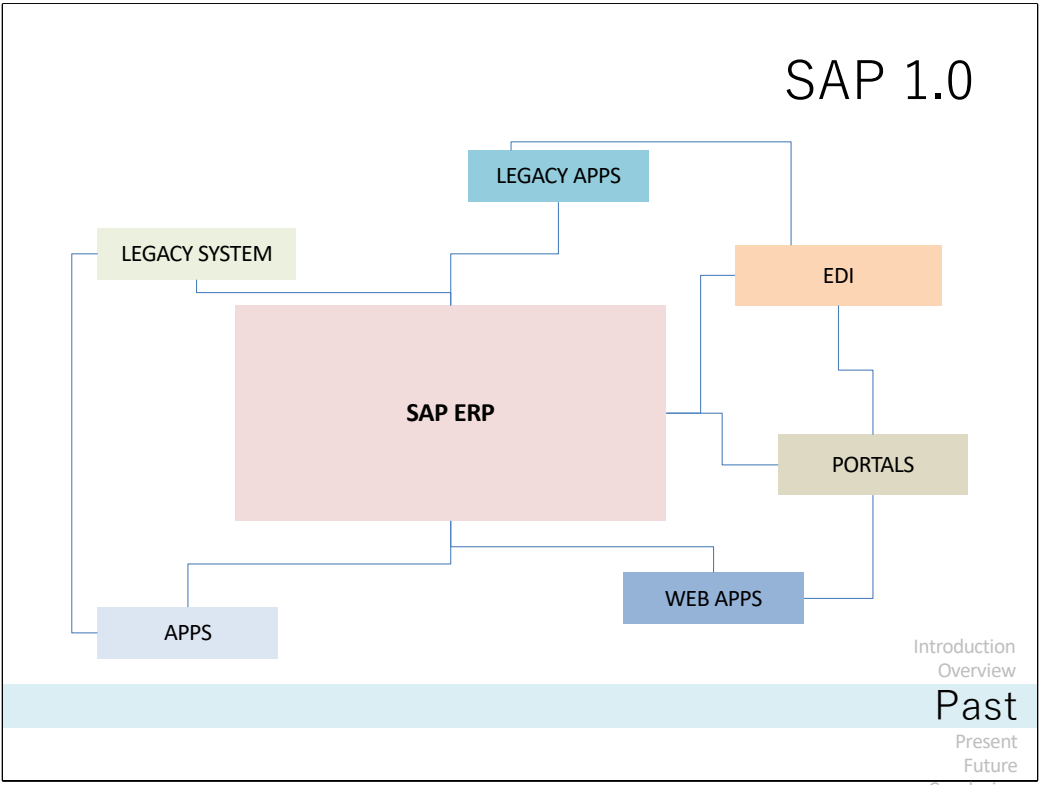 SAP 1.0
LEGACY APPS
LEGACY SYSTEM
EDI
SAP ERP
PORTALS
WEB APPS
APPS
Introduction
Overview
Past
Present
Future